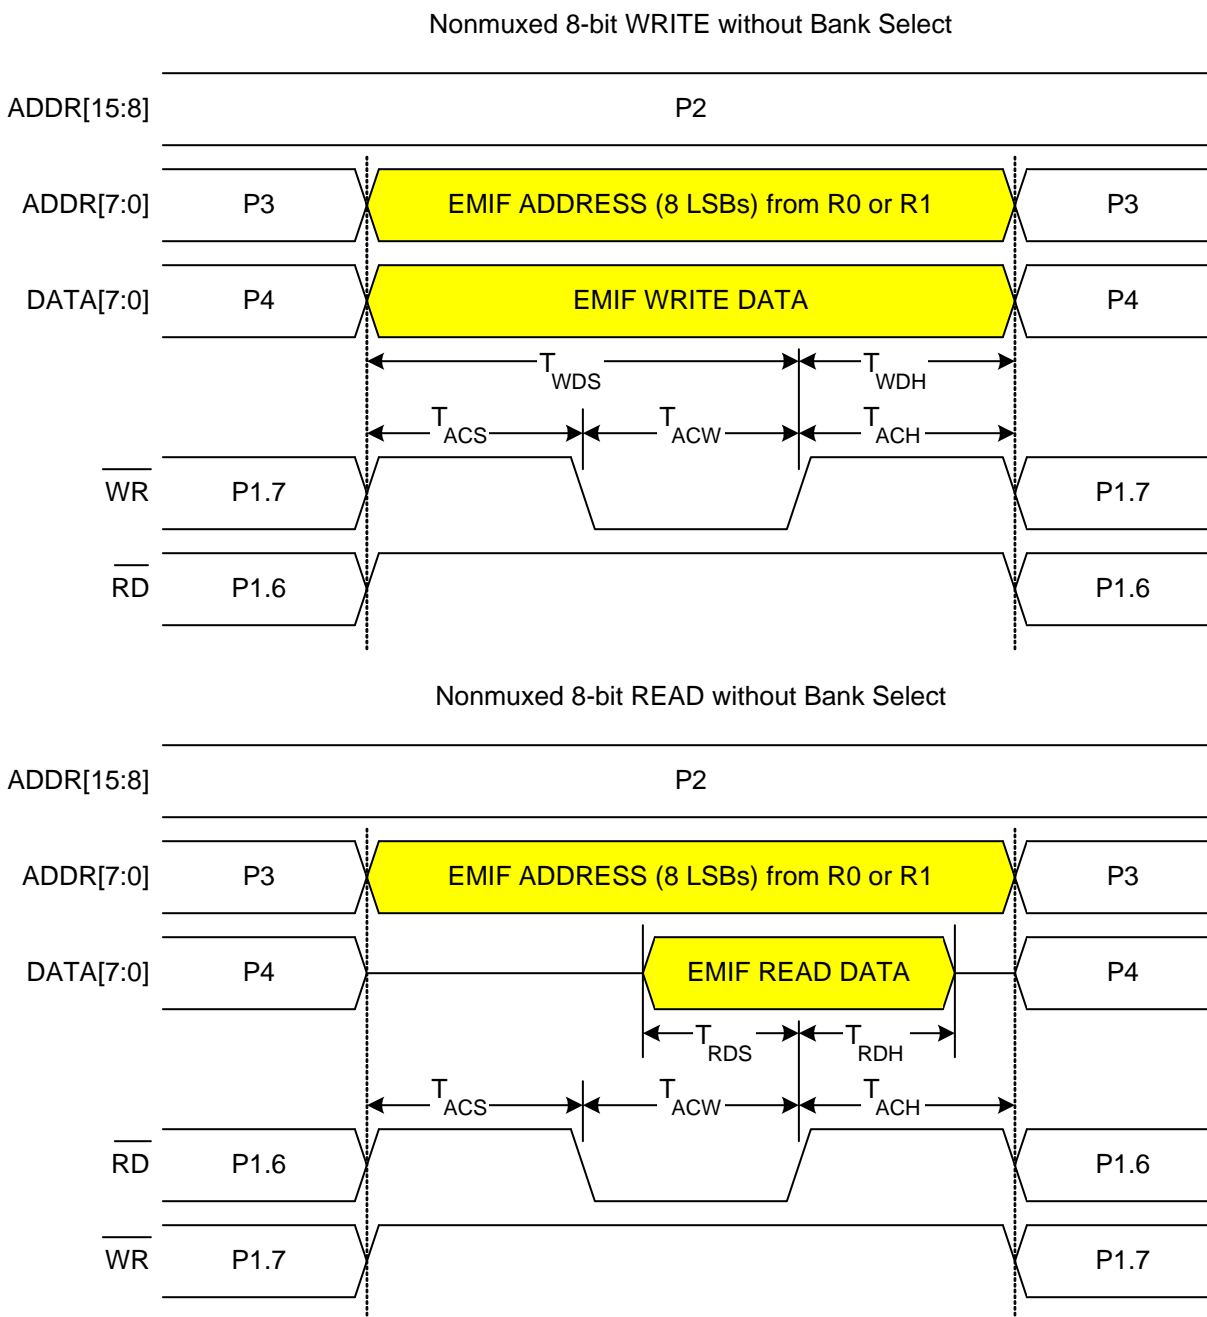 Nonmuxed 8-bit WRITE without Bank Select
ADDR[15:8] P2
ADDR[7:0] P3 EMIF ADDRESS (8 LSBs) from R0 or R1 P3
DATA[7:0] P4 EMIF WRITE DATA P4
TWDS TWDH
TACS TACW TACH
WR P1.7 P1.7
RD P1.6 P1.6
Nonmuxed 8-bit READ without Bank Select
ADDR[15:8] P2
ADDR[7:0] P3 EMIF ADDRESS (8 LSBs) from R0 or R1 P3
DATA[7:0] P4 EMIF READ DATA P4
TRDS TRDH
TACS TACW TACH
RD P1.6 P1.6
WR P1.7 P1.7